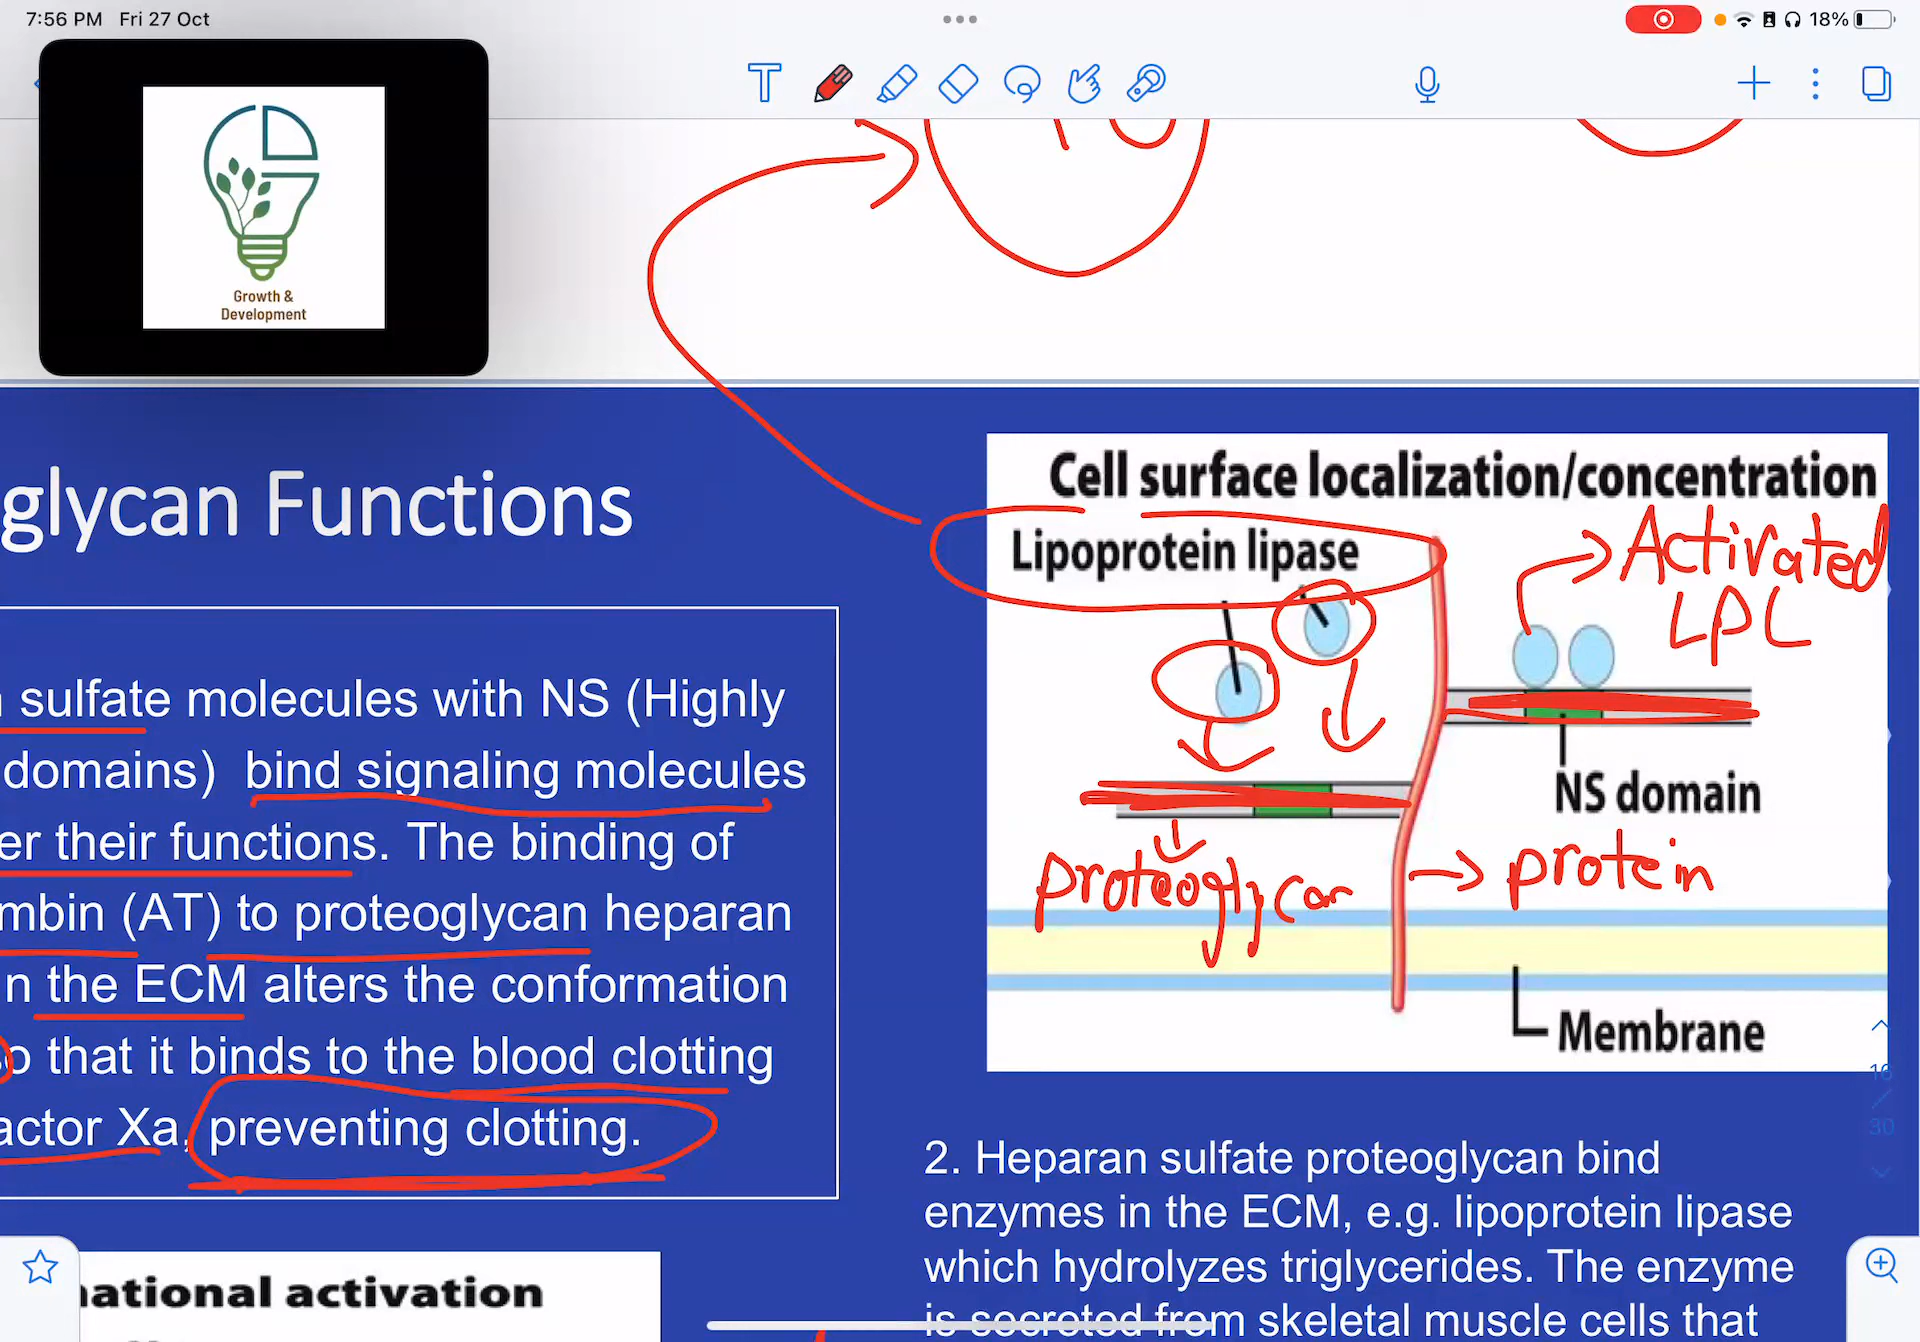 7:56 PM Fri 27 Oct
18%
Growth &
Development
glycan Functions
sulfate molecules with NS (Highly
domains) bind signaling molecules
er their functions. The binding of
mbin (AT) to proteoglycan heparan
n the ECM alters the conformation
so that it binds to the blood clotting
actor Xa, preventing clotting.
national activation
Cell surface localization/concentration
Lipoprotein lipase
Activated
LPL
NS domain
proteoglycan
protein
Membrane
16
30
2. Heparan sulfate proteoglycan bind
enzymes in the ECM, e.g. lipoprotein lipase
which hydrolyzes triglycerides. The enzyme
is secreted from skeletal muscle cells that